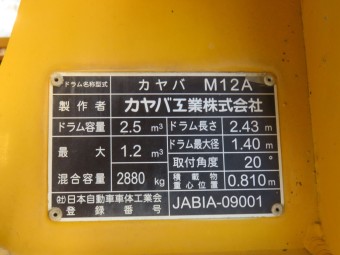 ドラム名称型式 カヤバ M12A
製作者 カヤバ工業株式会社
ドラム容量 2.5 m³ ドラム長さ 2.43 m
最大 1.2 m³ ドラム最大径 1.40 m
混合容量 2880 kg 取付角度 20°
積載物重心位置 0.810 m
㈳日本自動車車体工業会
登録番号 JABIA-09001